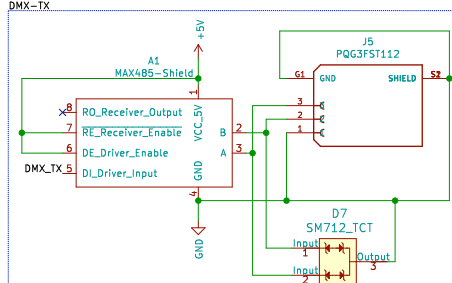 DMX-TX
+5V
A1
MAX485-Shield
J5
PQG3FST112
G1 GND SHIELD S2
1
8 RO_Receiver_Output
7 RE_Receiver_Enable
6 DE_Driver_Enable
DMX_TX 5 DI_Driver_Input
VCC_5V
GND
B 2
A 3
4
3
2
1
GND
D7
SM712_TCT
Input 1
Output 3
Input 2